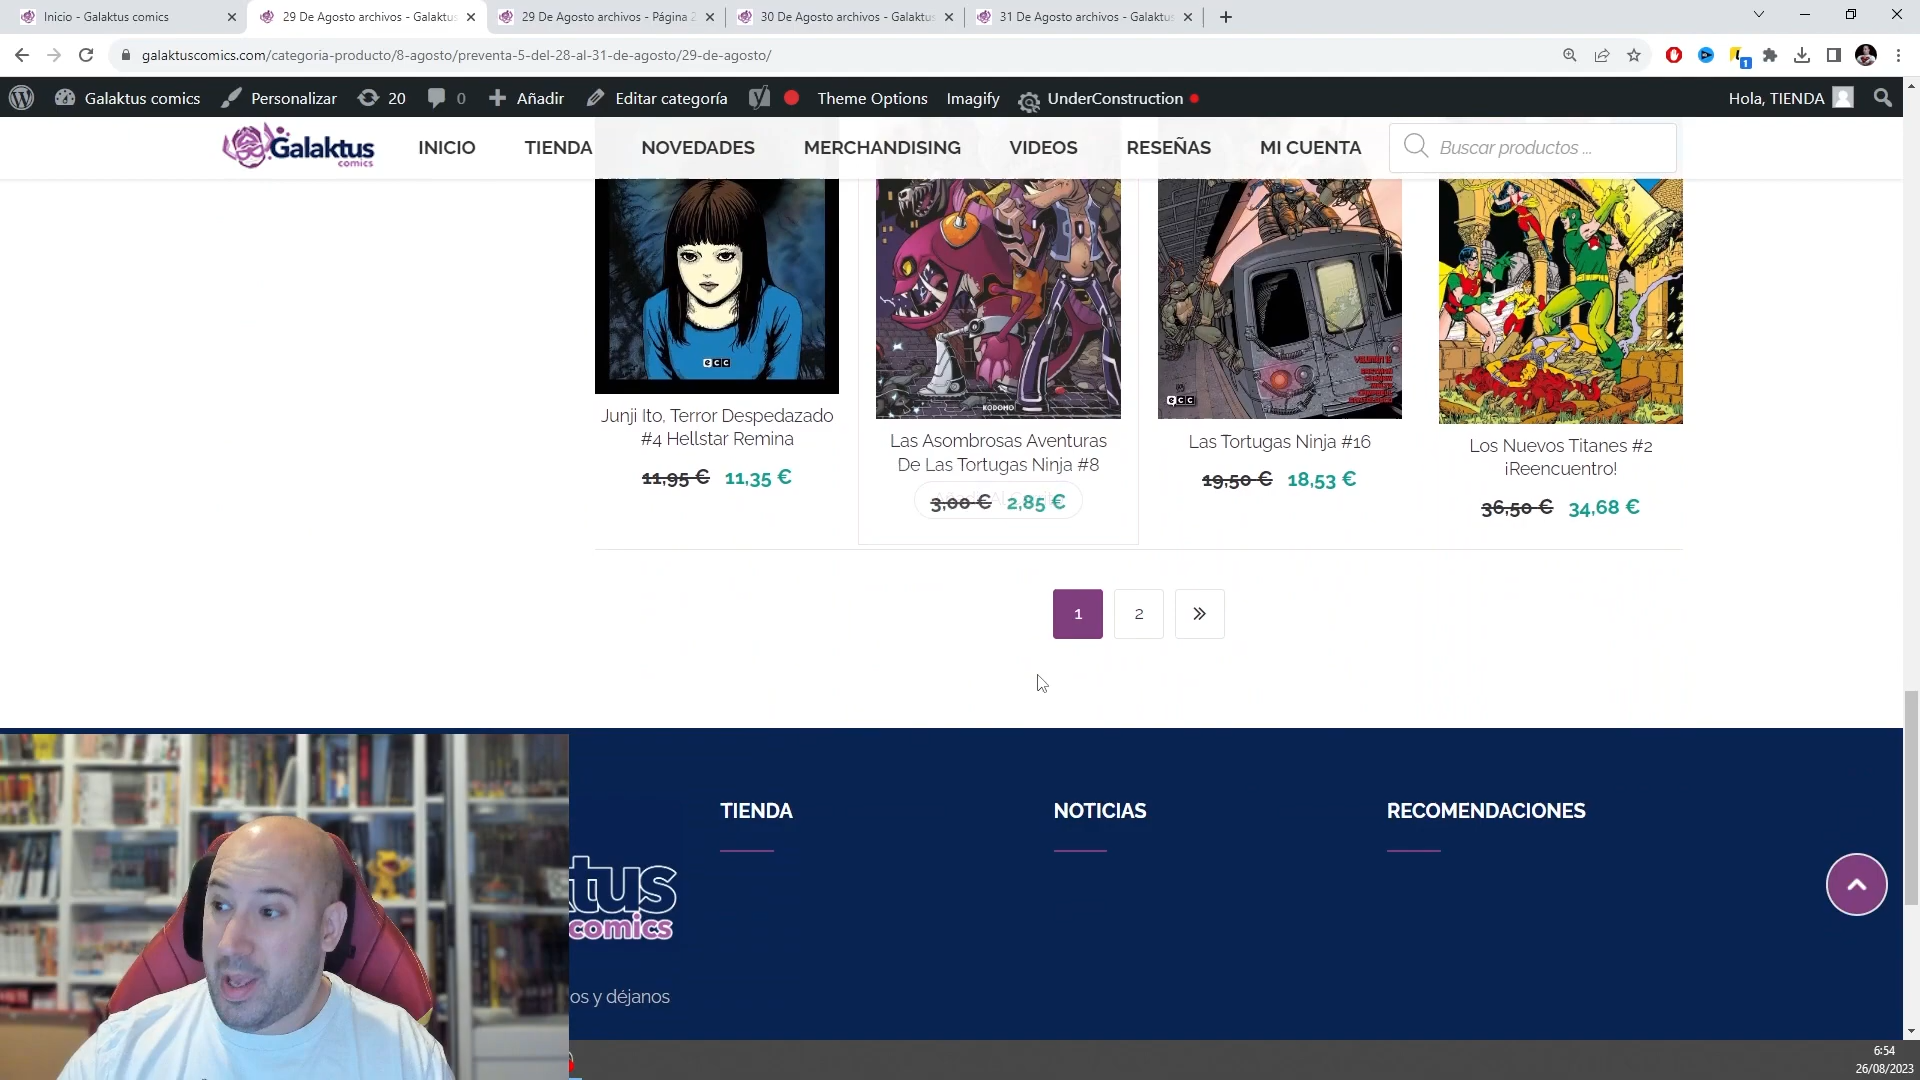 Inicio - Galaktus comics
29 De Agosto archivos - Galaktus
29 De Agosto archivos - Página 2
30 De Agosto archivos - Galaktus
31 De Agosto archivos - Galaktus
galaktuscomics.com/categoria-producto/8-agosto/preventa-5-del-28-al-31-de-agosto/29-de-agosto/
1
Galaktus comics
Personalizar
20
0
Añadir
Editar categoría
Theme Options
Imagify
UnderConstruction
Hola, TIENDA
Galaktus
comics
INICIO
TIENDA
NOVEDADES
MERCHANDISING
VIDEOS
RESEÑAS
MI CUENTA
Buscar productos ...
ecc
KODOMO
VOLUMEN 16
ecc
Junji Ito, Terror Despedazado
#4 Hellstar Remina
11,95 € 11,35 €
Las Asombrosas Aventuras
De Las Tortugas Ninja #8
3,00 € 2,85 €
Las Tortugas Ninja #16
19,50 € 18,53 €
Los Nuevos Titanes #2
¡Reencuentro!
36,50 € 34,68 €
1
2
»
TIENDA
NOTICIAS
RECOMENDACIONES
tus
comics
os y déjanos
6:54
26/08/2023